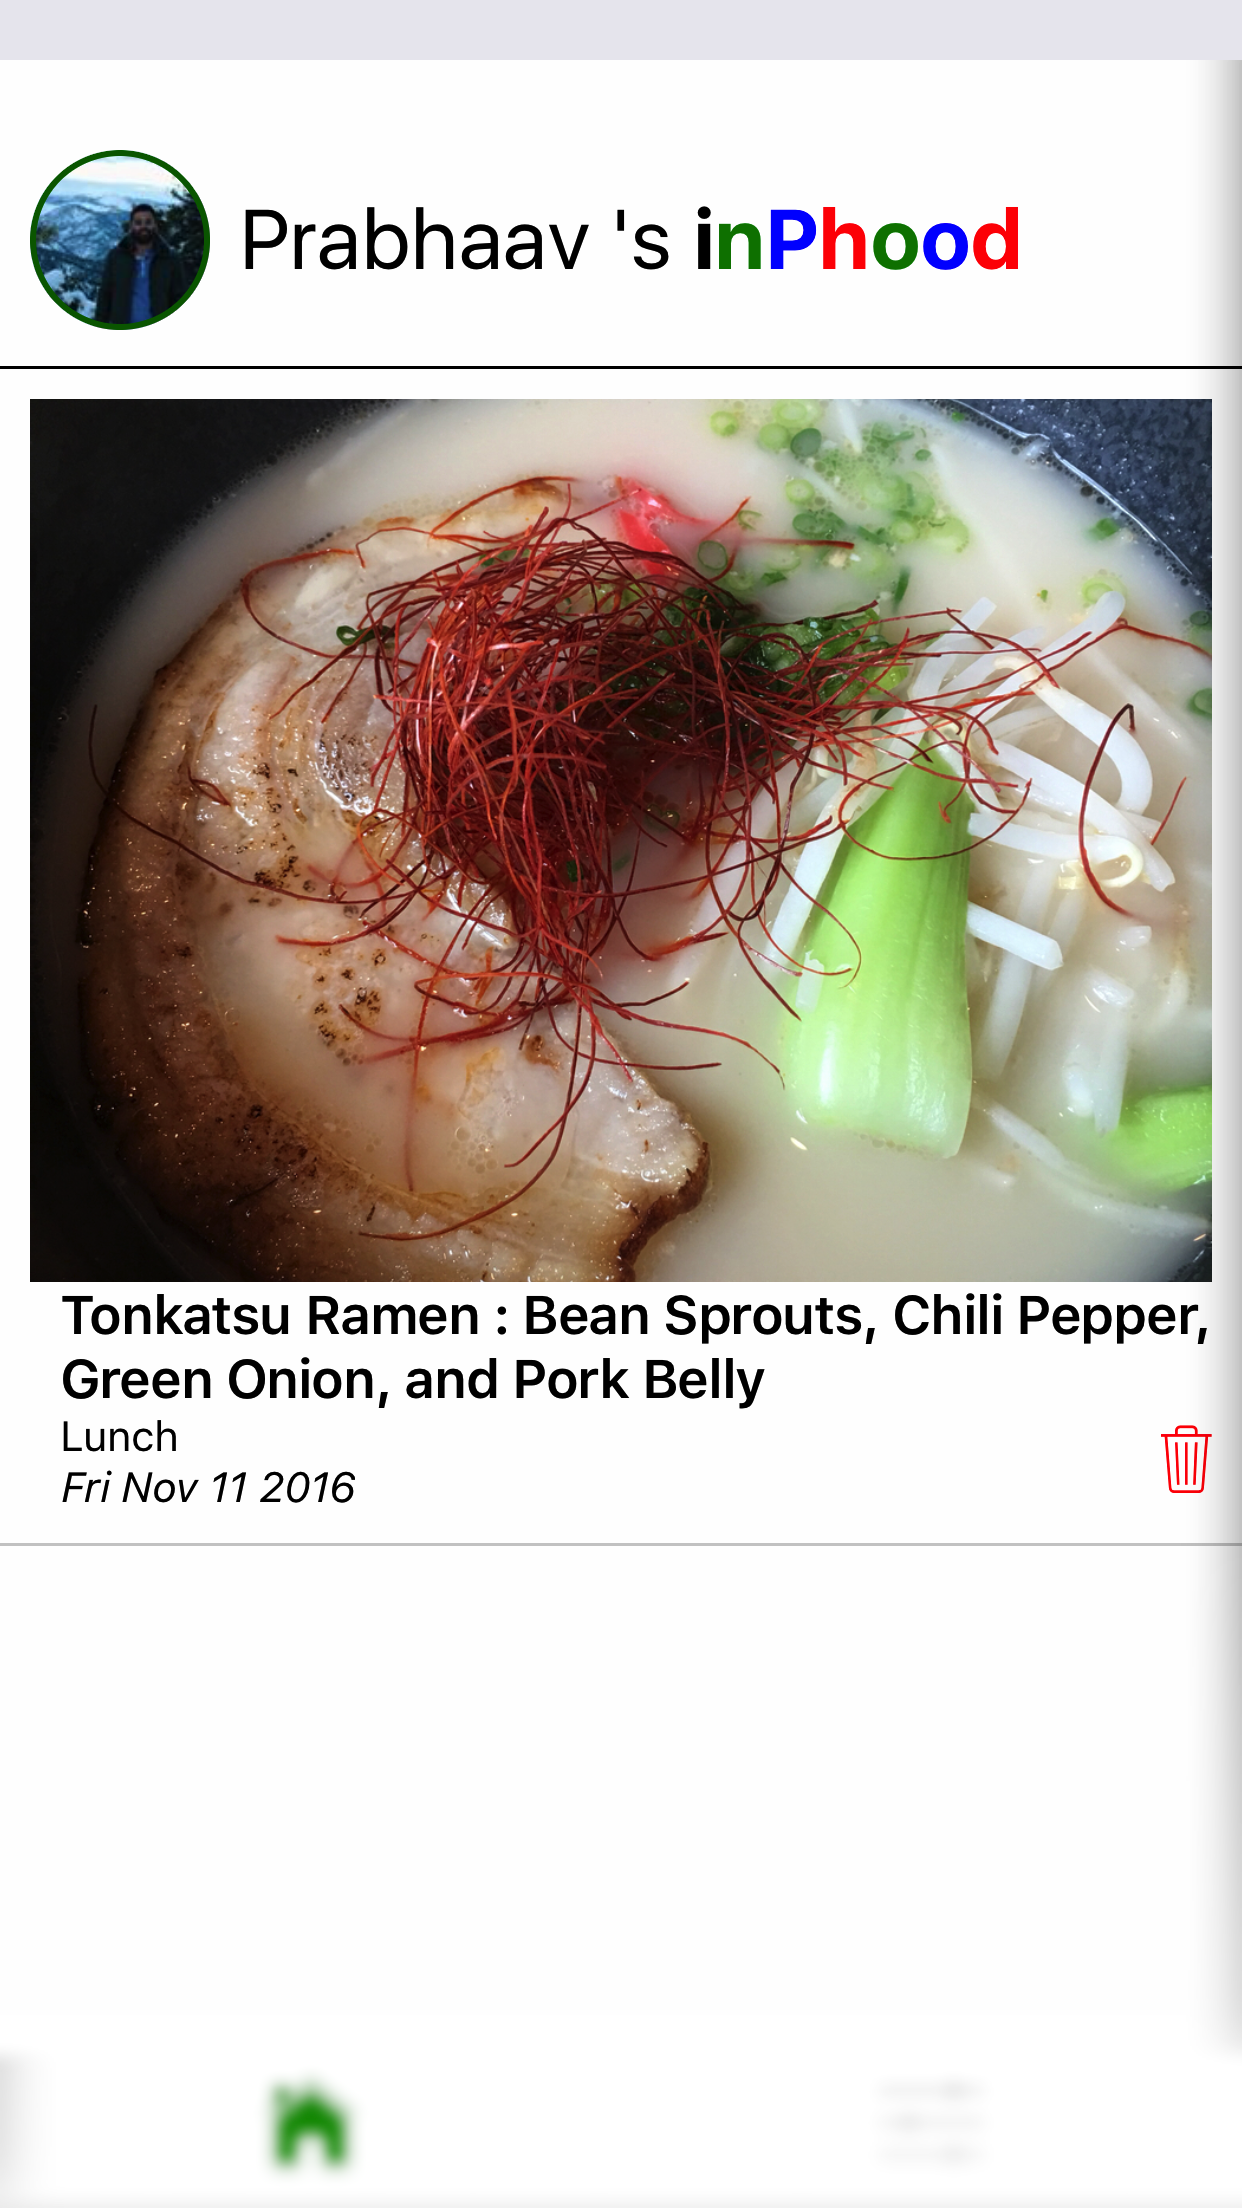 Prabhaav 's inPhood
Tonkatsu Ramen : Bean Sprouts, Chili Pepper,
Green Onion, and Pork Belly
Lunch
Fri Nov 11 2016